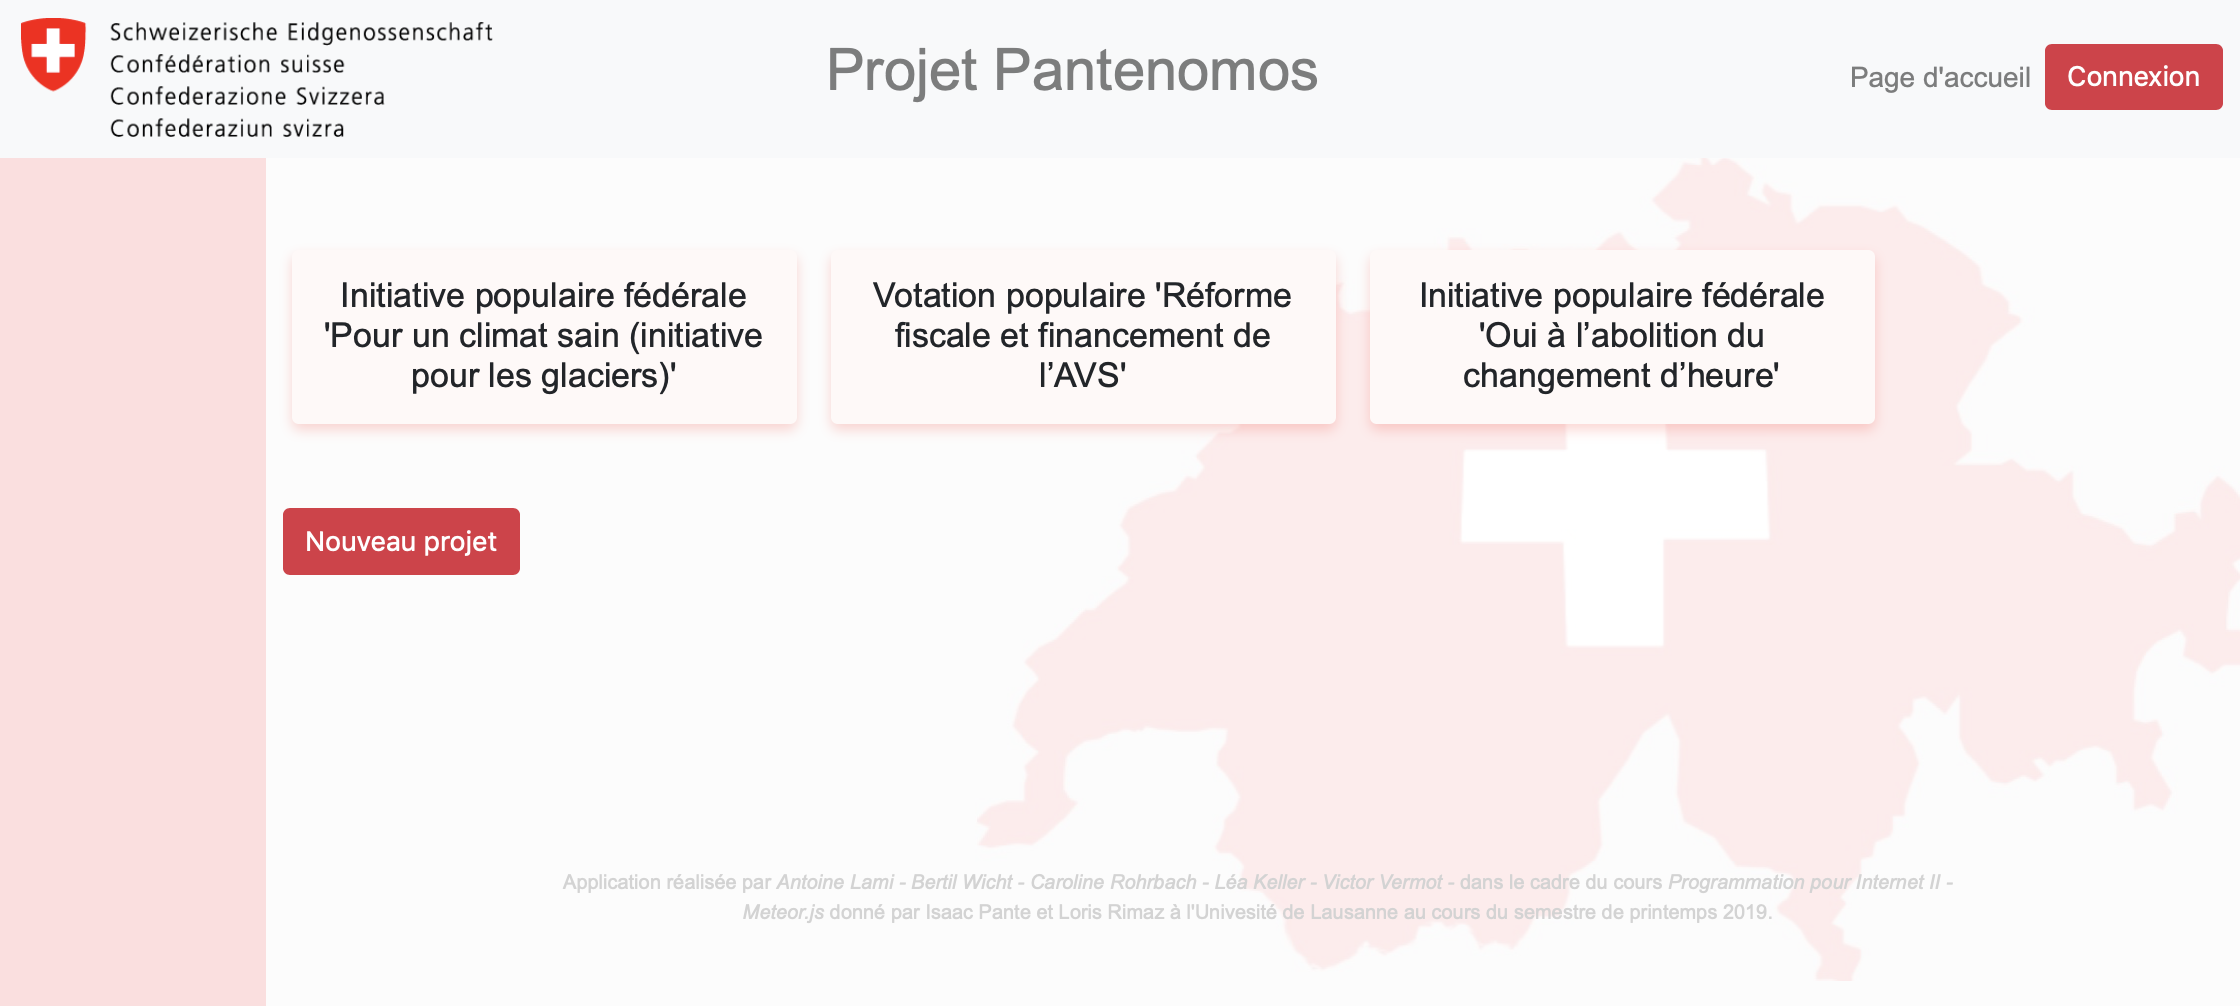 Schweizerische Eidgenossenschaft
Confédération suisse
Confederazione Svizzera
Confederaziun svizra
Projet Pantenomos
Page d'accueil
Connexion
Initiative populaire fédérale
'Pour un climat sain (initiative
pour les glaciers)'
Votation populaire 'Réforme
fiscale et financement de
l’AVS'
Initiative populaire fédérale
'Oui à l’abolition du
changement d’heure'
Nouveau projet
Application réalisée par Antoine Lami - Bertil Wicht - Caroline Rohrbach - Léa Keller - Victor Vermot - dans le cadre du cours Programmation pour Internet II -
Meteor.js donné par Isaac Pante et Loris Rimaz à l'Univesité de Lausanne au cours du semestre de printemps 2019.